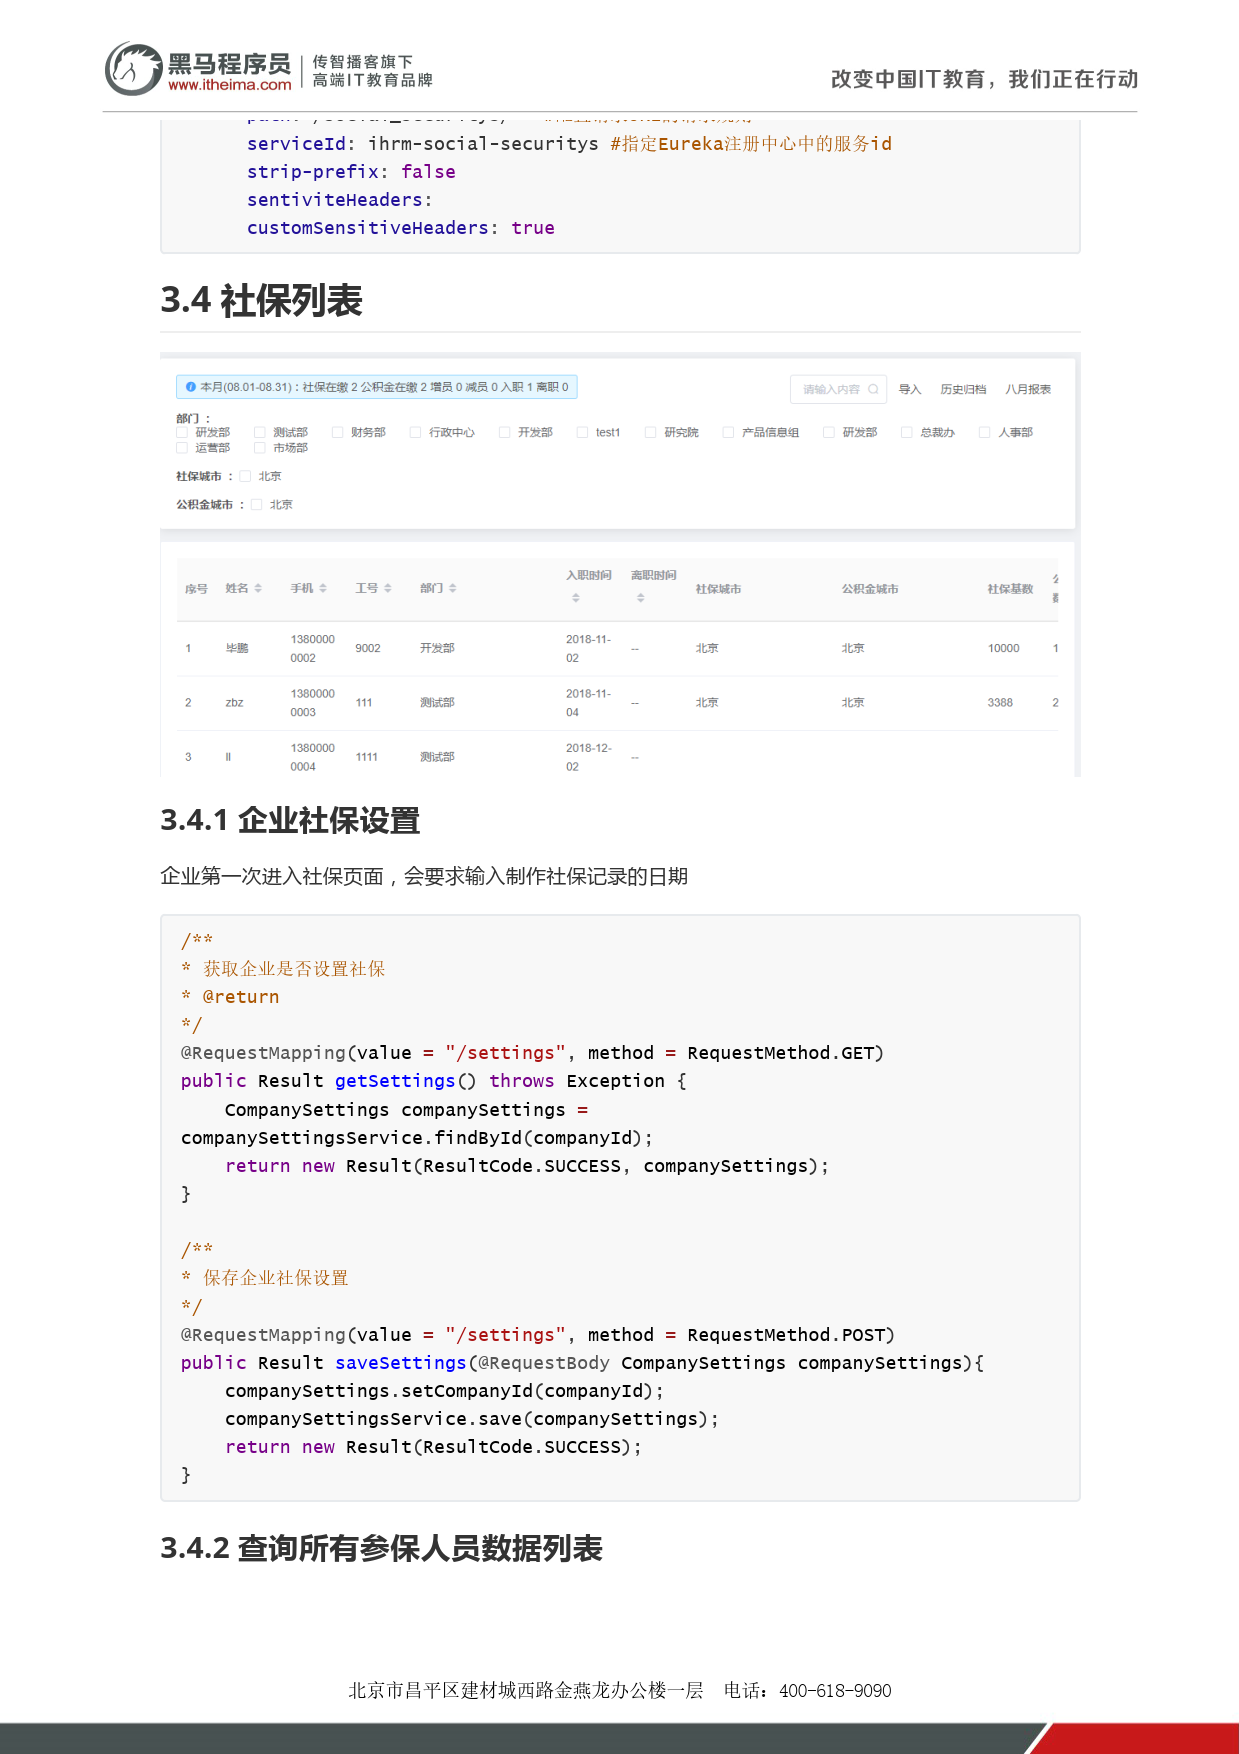 黑马程序员
www.itheima.com
传智播客旗下
高端IT教育品牌
改变中国IT教育，我们正在行动
serviceId: ihrm-social-securitys #指定Eureka注册中心中的服务id
strip-prefix: false
sentiviteHeaders:
customSensitiveHeaders: true
3.4 社保列表
本月(08.01-08.31)：社保在缴 2 公积金在缴 2 增员 0 减员 0 入职 1 离职 0
请输入内容 导入 历史归档 八月报表
部门：
研发部 测试部 财务部 行政中心 开发部 test1 研究院 产品信息组 研发部 总裁办 人事部
运营部 市场部
社保城市： 北京
公积金城市： 北京
序号 姓名 手机 工号 部门 入职时间 离职时间 社保城市 公积金城市 社保基数
1 毕鹏 13800000002 9002 开发部 2018-11-02 -- 北京 北京 10000 1
2 zbz 13800000003 111 测试部 2018-11-04 -- 北京 北京 3388 2
3 ll 13800000004 1111 测试部 2018-12-02 --
3.4.1 企业社保设置
企业第一次进入社保页面，会要求输入制作社保记录的日期
/**
* 获取企业是否设置社保
* @return
*/
@RequestMapping(value = "/settings", method = RequestMethod.GET)
public Result getSettings() throws Exception {
    CompanySettings companySettings =
companySettingsService.findById(companyId);
    return new Result(ResultCode.SUCCESS, companySettings);
}
/**
* 保存企业社保设置
*/
@RequestMapping(value = "/settings", method = RequestMethod.POST)
public Result saveSettings(@RequestBody CompanySettings companySettings){
    companySettings.setCompanyId(companyId);
    companySettingsService.save(companySettings);
    return new Result(ResultCode.SUCCESS);
}
3.4.2 查询所有参保人员数据列表
北京市昌平区建材城西路金燕龙办公楼一层 电话：400-618-9090